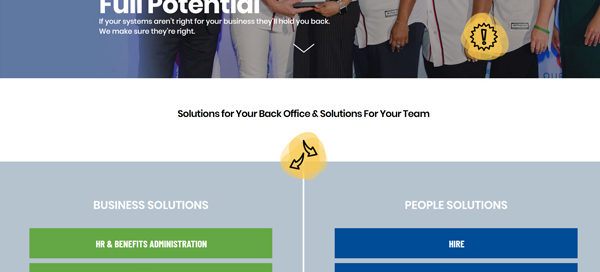 Full Potential
If your systems aren't right for your business they'll hold you back.
We make sure they're right.
Solutions for Your Back Office & Solutions For Your Team
BUSINESS SOLUTIONS
PEOPLE SOLUTIONS
HR & BENEFITS ADMINISTRATION
HIRE